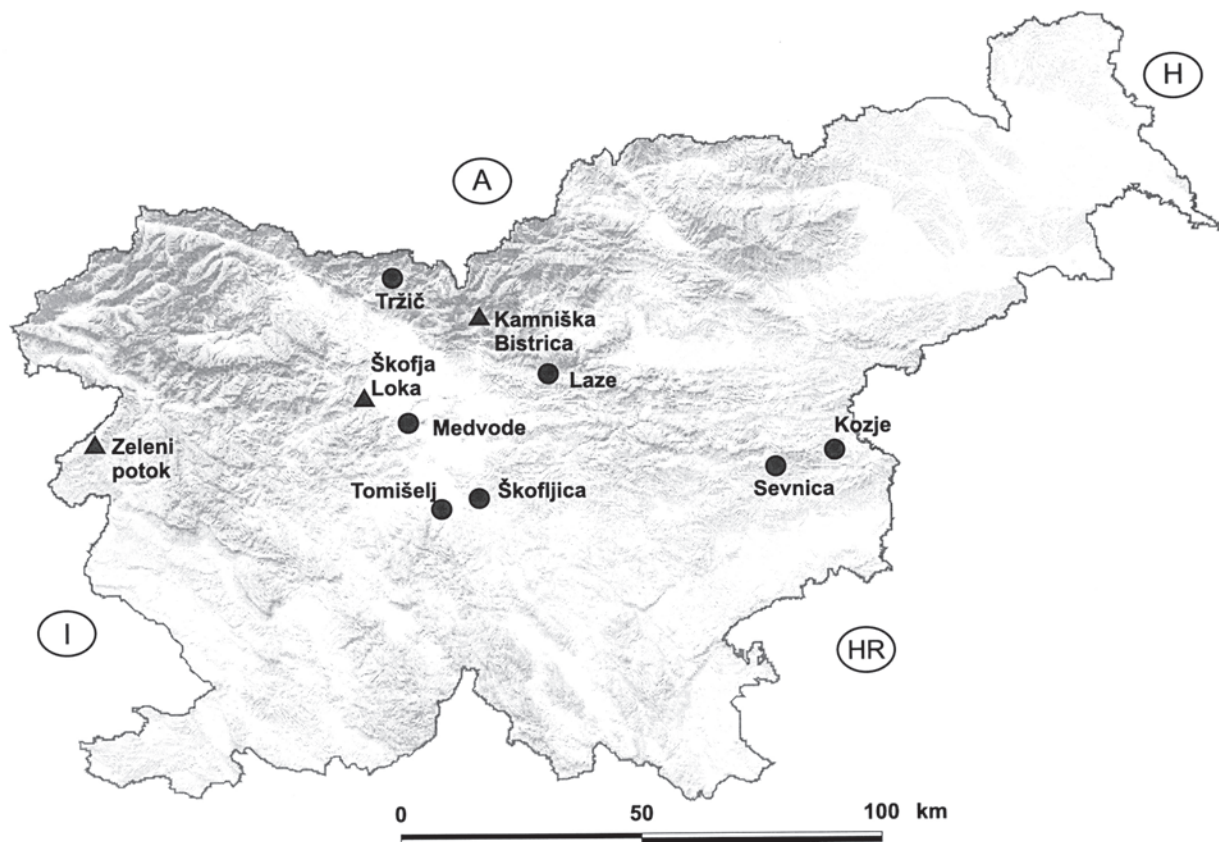 H
A
Tržič
Kamniška
Bistrica
Škofja
Loka
Laze
Medvode
Kozje
Zeleni
potok
Sevnica
Tomišelj
Škofljica
I
HR
0 50 100 km